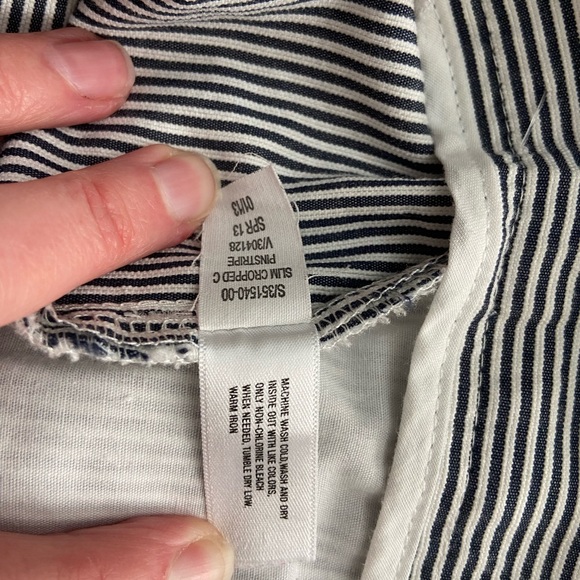 S/351540-00
SLIM CROPPED C
PINSTRIPE
V/304128
SPR 13
01/13
MACHINE WASH COLD, WASH AND DRY
INSIDE OUT WITH LIKE COLORS,
ONLY NON-CHLORINE BLEACH
WHEN NEEDED, TUMBLE DRY LOW.
WARM IRON